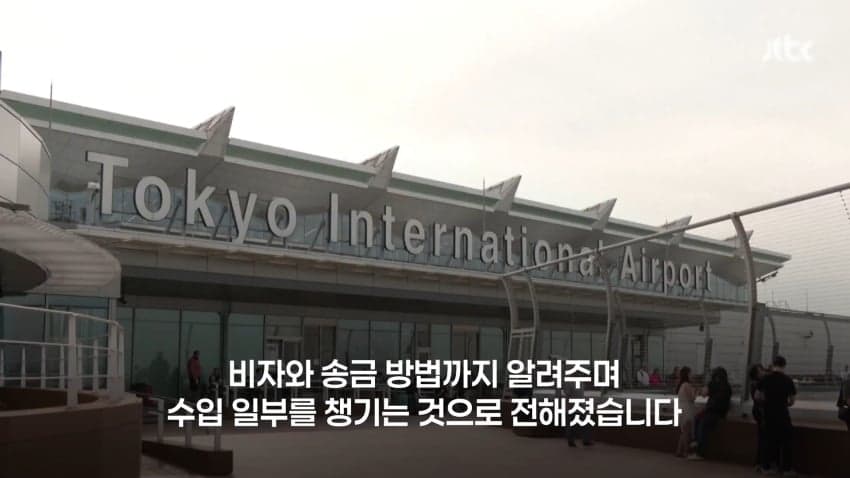 jtbc
Tokyo International Airport
비자와 송금 방법까지 알려주며
수입 일부를 챙기는 것으로 전해졌습니다